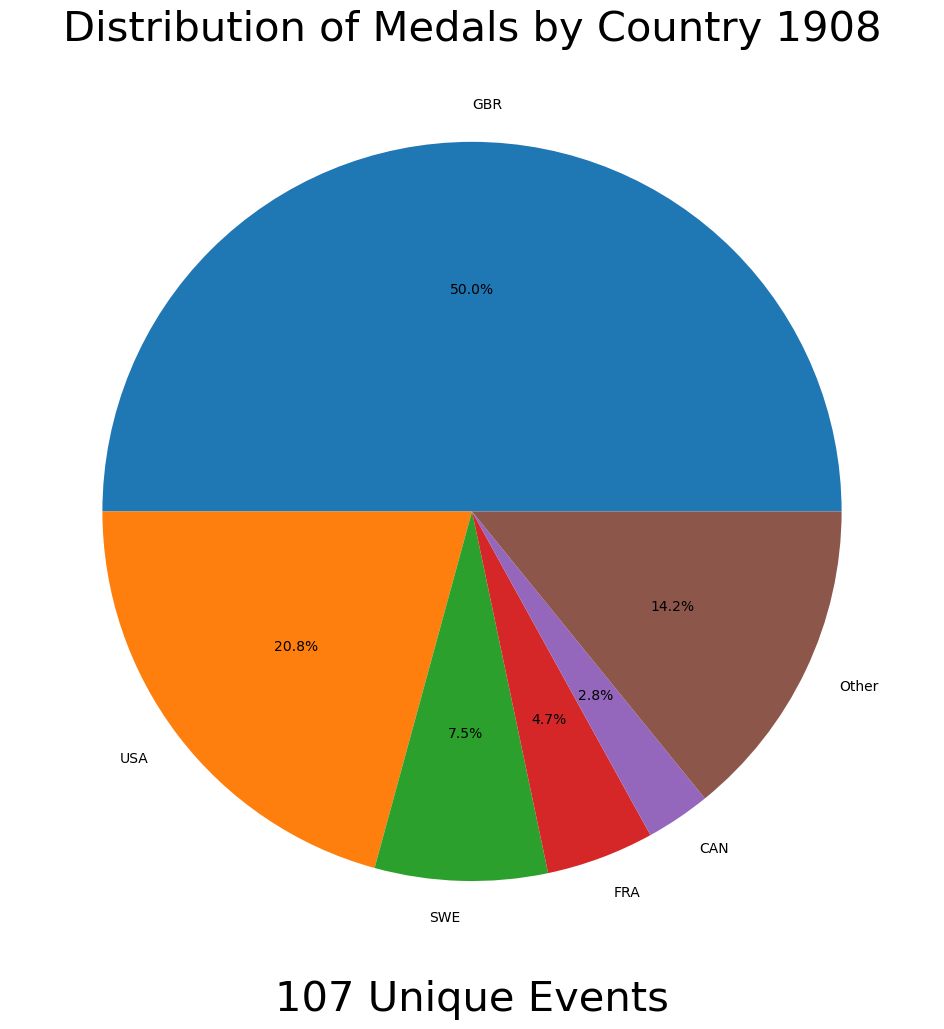 Distribution of Medals by Country 1908
GBR
50.0%
14.2%
20.8%
Other
2.8%
4.7%
7.5%
USA
CAN
FRA
SWE
107 Unique Events